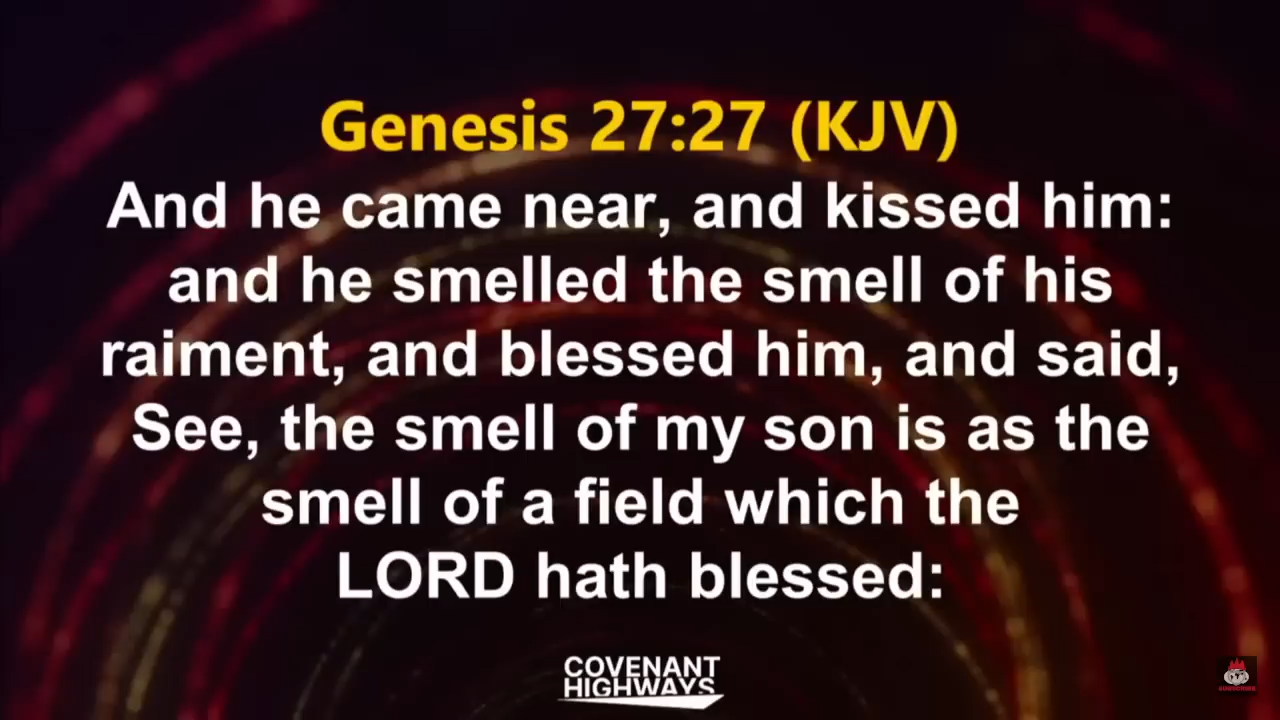 Genesis 27:27 (KJV)
And he came near, and kissed him:
and he smelled the smell of his
raiment, and blessed him, and said,
See, the smell of my son is as the
smell of a field which the
LORD hath blessed:
COVENANT
HIGHWAYS